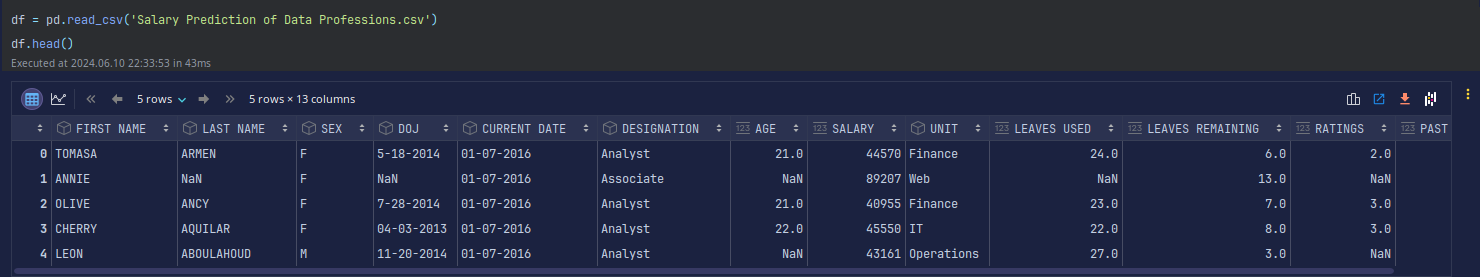 df = pd.read_csv('Salary Prediction of Data Professions.csv')
df.head()
Executed at 2024.06.10 22:33:53 in 43ms
5 rows 5 rows × 13 columns
FIRST NAME LAST NAME SEX DOJ CURRENT DATE DESIGNATION 123 AGE 123 SALARY UNIT 123 LEAVES USED 123 LEAVES REMAINING 123 RATINGS 123 PAST
0 TOMASA ARMEN F 5-18-2014 01-07-2016 Analyst 21.0 44570 Finance 24.0 6.0 2.0
1 ANNIE NaN F NaN 01-07-2016 Associate NaN 89207 Web NaN 13.0 NaN
2 OLIVE ANCY F 7-28-2014 01-07-2016 Analyst 21.0 40955 Finance 23.0 7.0 3.0
3 CHERRY AQUILAR F 04-03-2013 01-07-2016 Analyst 22.0 45550 IT 22.0 8.0 3.0
4 LEON ABOULAHOUD M 11-20-2014 01-07-2016 Analyst NaN 43161 Operations 27.0 3.0 NaN